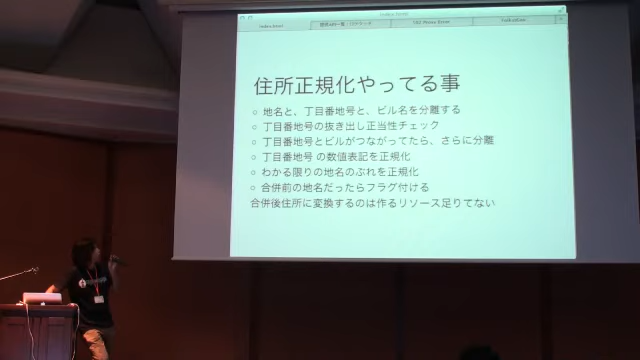 住所正規化やってる事
○ 地名と、丁目番地号と、ビル名を分離する
○ 丁目番地号の抜き出し正当性チェック
○ 丁目番地号とビルがつながってたら、さらに分離
○ 丁目番地号 の数値表記を正規化
○ わかる限りの地名のぶれを正規化
○ 合併前の地名だったらフラグ付ける
合併後住所に変換するのは作るリソース足りてない